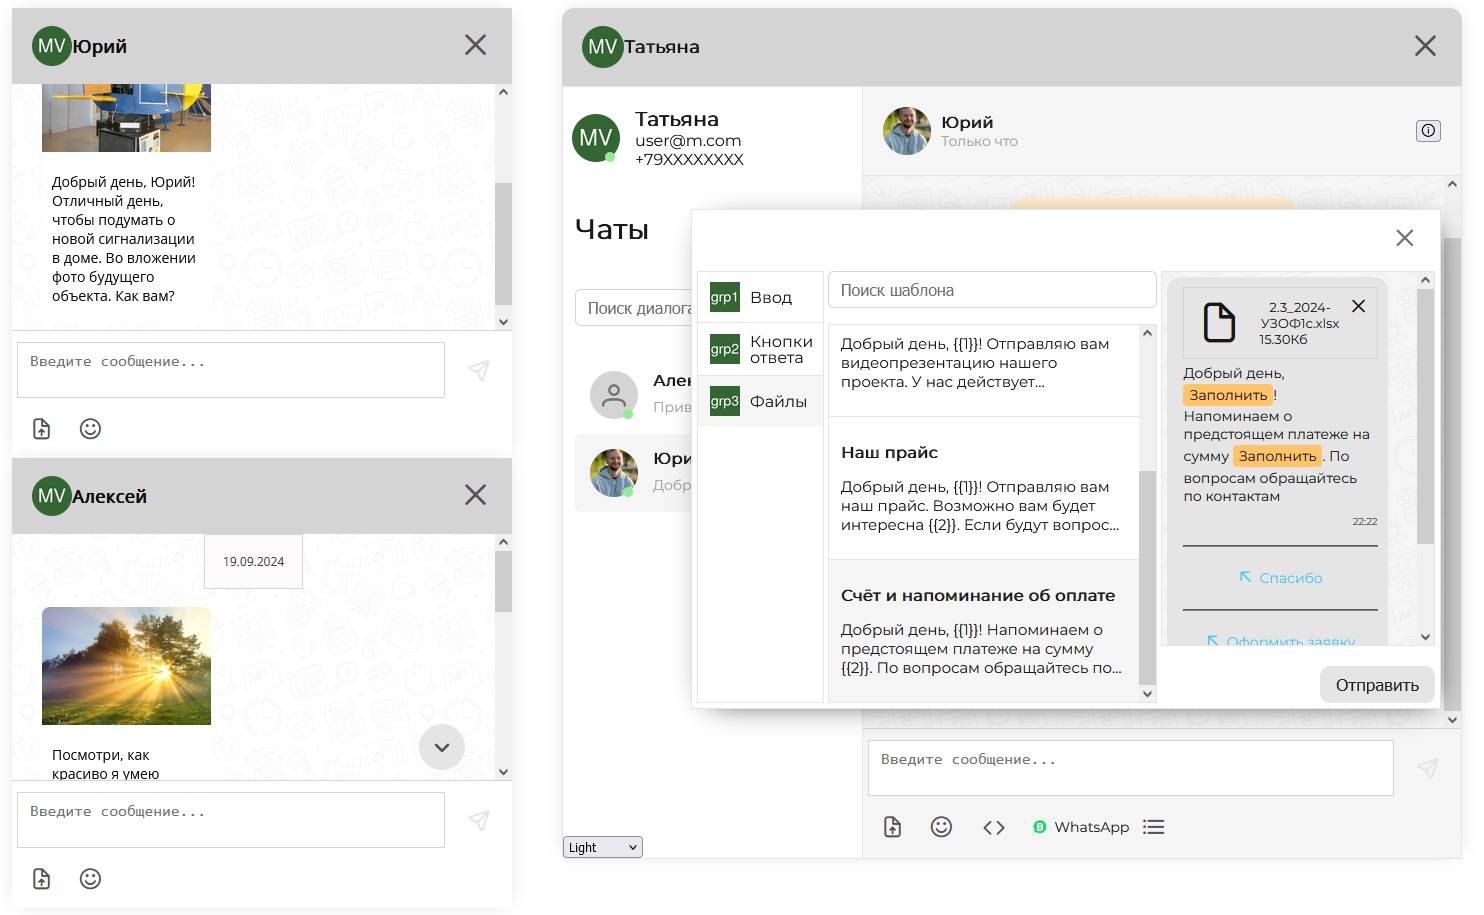 MV Юрий
Добрый день, Юрий!
Отличный день,
чтобы подумать о
новой сигнализации
в доме. Во вложении
фото будущего
объекта. Как вам?
Введите сообщение...
MV Алексей
19.09.2024
Посмотри, как
красиво я умею
Введите сообщение...
MV Татьяна
MV
Татьяна
user@m.com
+79XXXXXXXX
Чаты
Поиск диалога
Але
Прив
Юри
Добр
Light
Юрий
Только что
grp1 Ввод
grp2 Кнопки
ответа
grp3 Файлы
Поиск шаблона
Добрый день, {{1}}! Отправляю вам
видеопрезентацию нашего
проекта. У нас действует...
Наш прайс
Добрый день, {{1}}! Отправляю вам
наш прайс. Возможно вам будет
интересна {{2}}. Если будут вопрос...
Счёт и напоминание об оплате
Добрый день, {{1}}! Напоминаем о
предстоящем платеже на сумму
{{2}}. По вопросам обращайтесь по...
2.3_2024-
УЗОФ1с.xlsx
15.30Кб
Добрый день,
Заполнить!
Напоминаем о
предстоящем платеже на
сумму Заполнить. По
вопросам обращайтесь
по контактам
22:22
Спасибо
Оформить заявку
Отправить
Введите сообщение...
WhatsApp